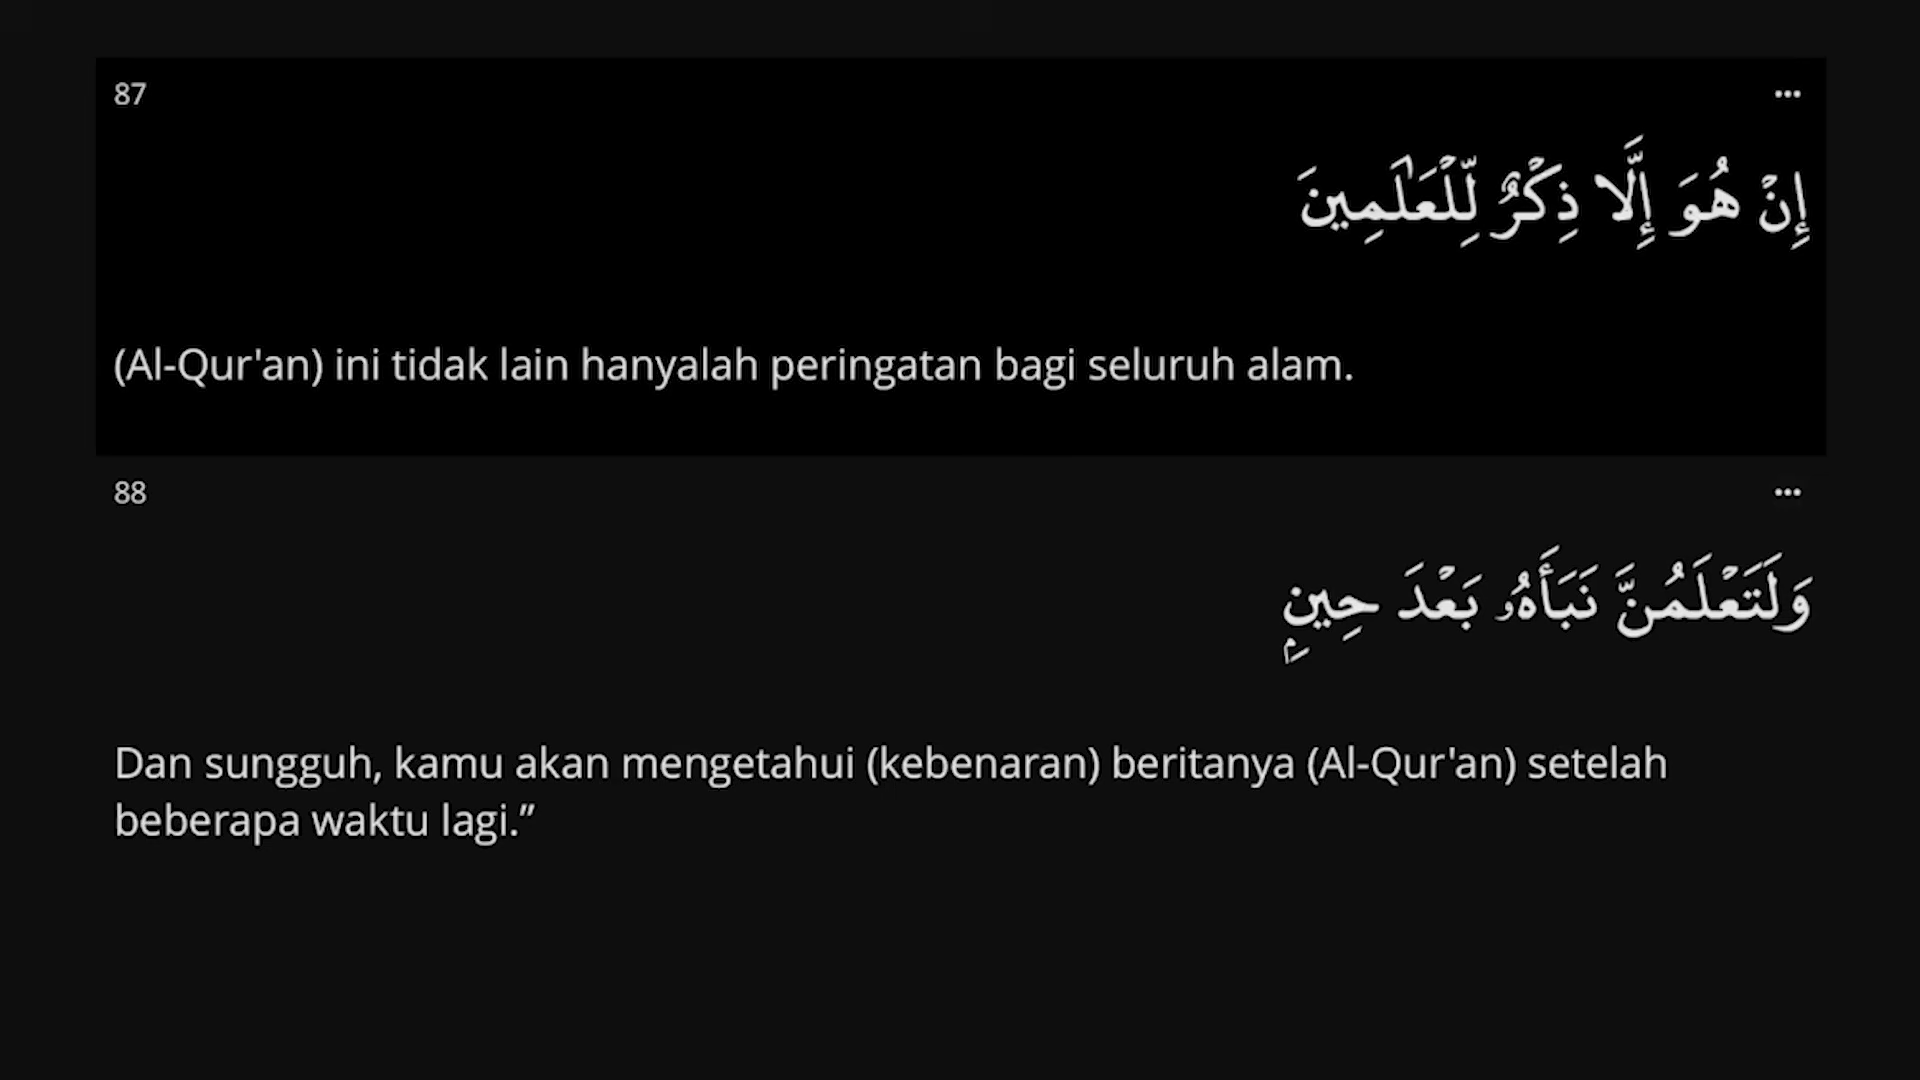 87
إِنْ هُوَ إِلَّا ذِكْرٌ لِّلْعَٰلَمِينَ
(Al-Qur'an) ini tidak lain hanyalah peringatan bagi seluruh alam.
88
وَلَتَعْلَمُنَّ نَبَأَهُۥ بَعْدَ حِينٍۭ
Dan sungguh, kamu akan mengetahui (kebenaran) beritanya (Al-Qur'an) setelah
beberapa waktu lagi.”